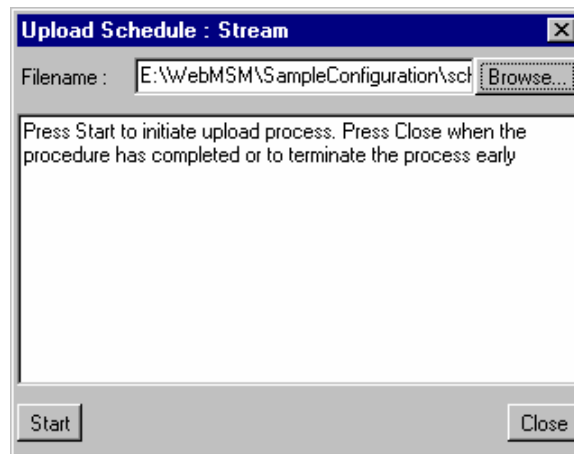 Upload Schedule : Stream
Filename : E:\WebMSM\SampleConfiguration\scl Browse...
Press Start to initiate upload process. Press Close when the
procedure has completed or to terminate the process early
Start Close